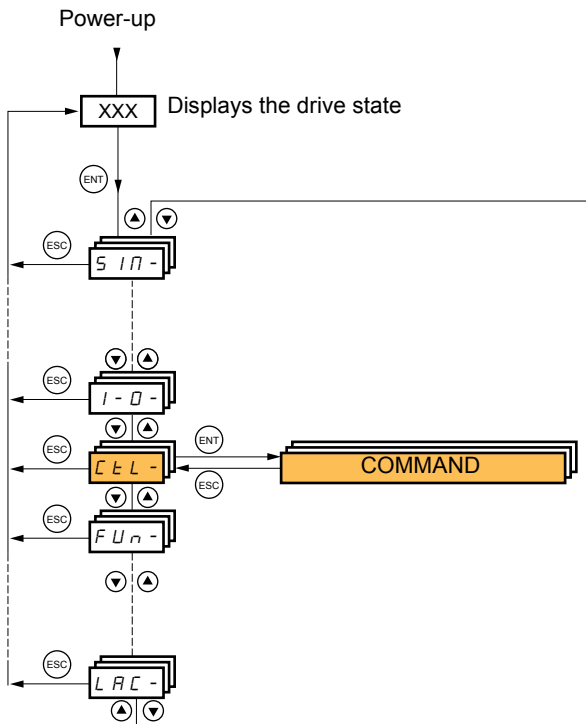 Power-up
XXX Displays the drive state
ENT
ESC
SIM-
ESC
I-O-
ESC
CtL-
ENT
ESC
COMMAND
ESC
FUn-
ESC
LAC-